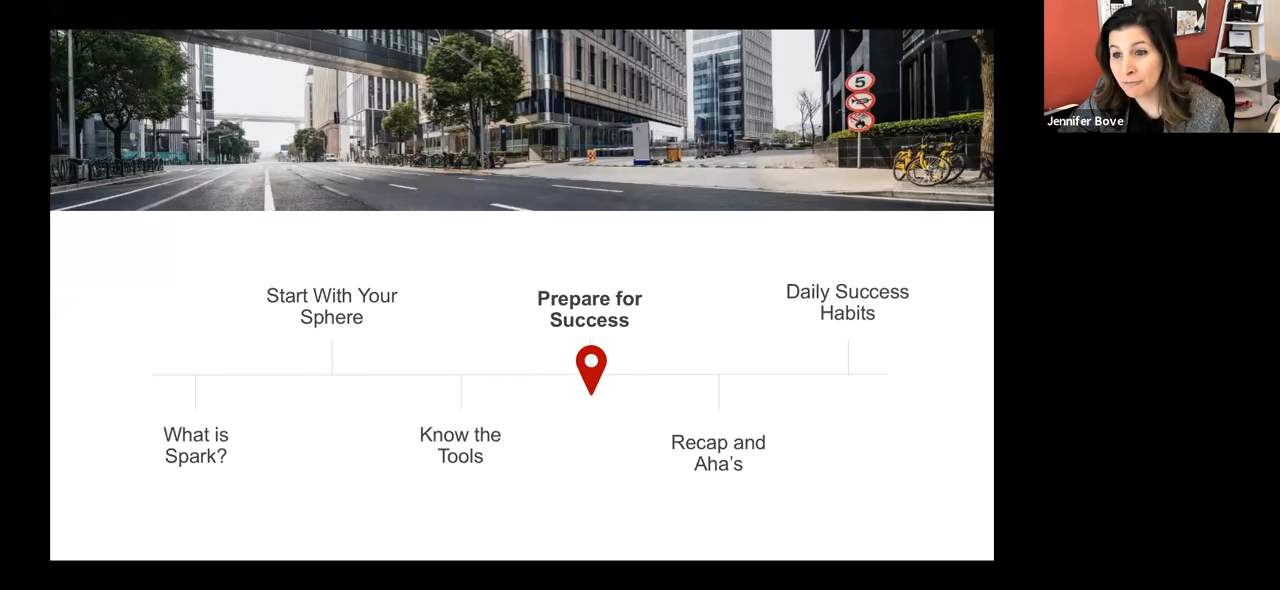 5
Jennifer Bove
Start With Your
Sphere
Prepare for
Success
Daily Success
Habits
What is
Spark?
Know the
Tools
Recap and
Aha’s